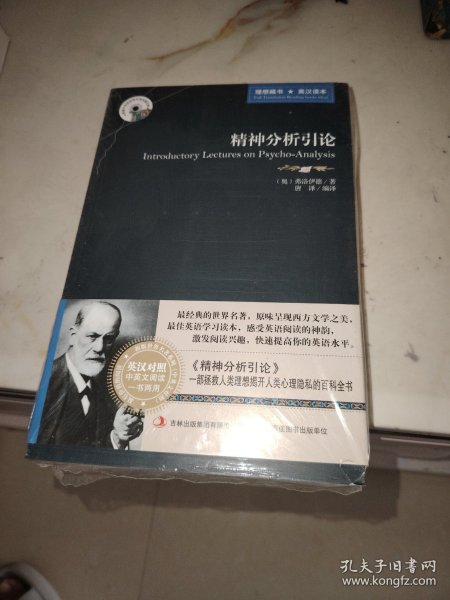 理想藏书 ★ 英汉读本
精神分析引论
Introductory Lectures on Psycho-Analysis
（奥）弗洛伊德／著
唐 译／编译
最经典的世界名著，原味呈现西方文学之美，
最佳英语学习读本，感受英语阅读的神韵，
激发阅读兴趣，快速提高你的英语水平。
英汉对照
中英文阅读
一书两用
《精神分析引论》
一部拯救人类理想揭开人类心理隐私的百科全书
吉林出版集团有限
图书出版单位
孔夫子旧书网
www.kongfz.com